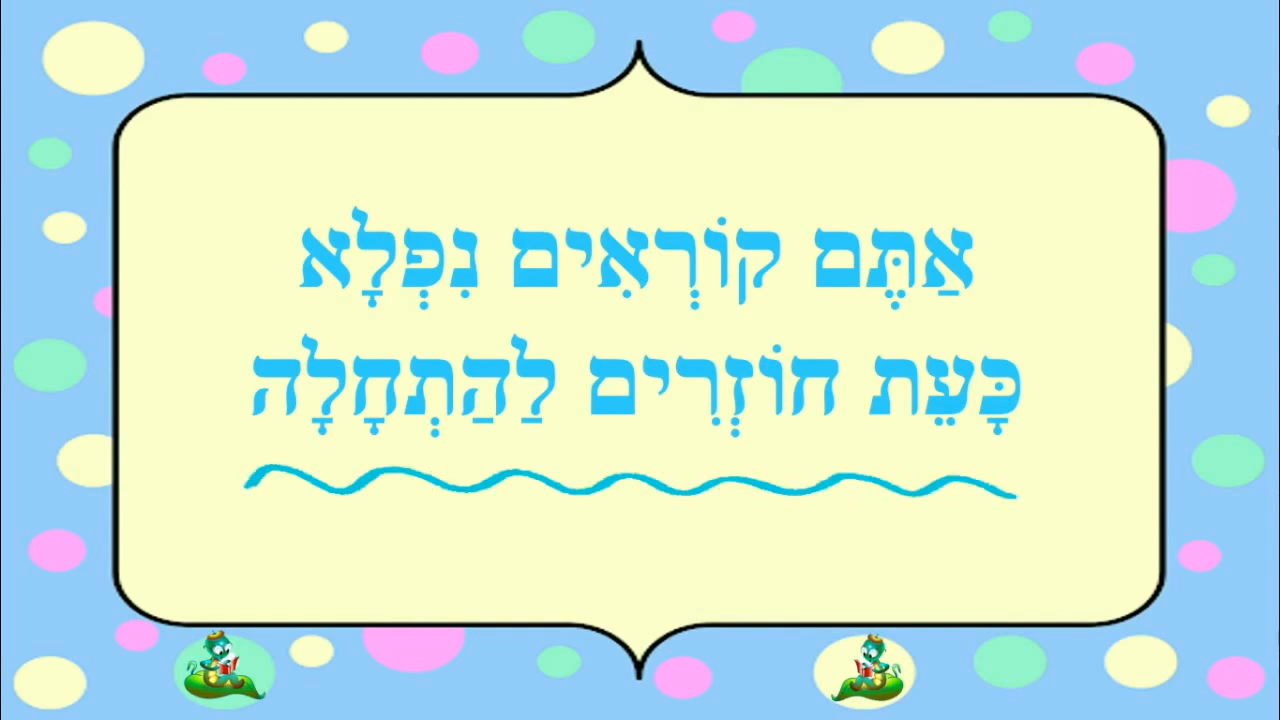 אַתֶּם קוֹרְאִים נִפְלָא
כָּעֵת חוֹזְרִים לַהַתְחָלָה